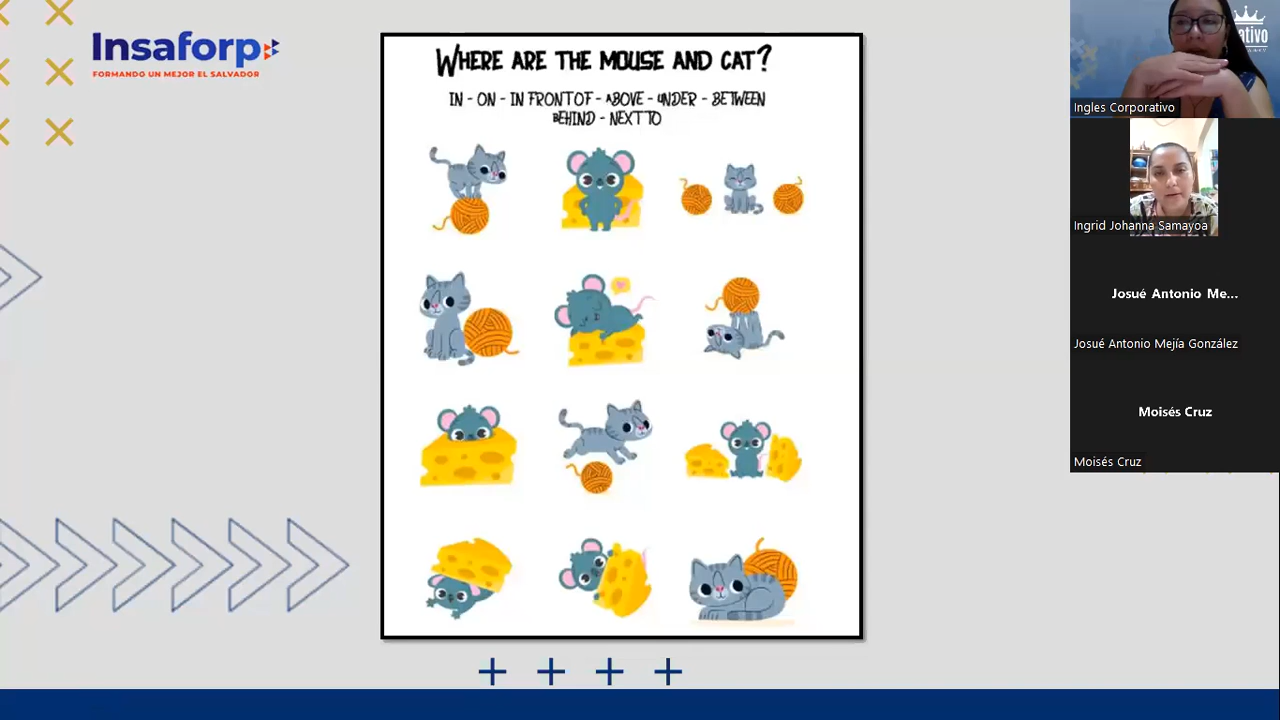 Insaforp
FORMANDO UN MEJOR EL SALVADOR
WHERE ARE THE MOUSE AND CAT?
IN - ON - IN FRONT OF - ABOVE - UNDER - BETWEEN
BEHIND - NEXT TO
Ingles Corporativo
Ingrid Johanna Samayoa
Josué Antonio Me...
Josué Antonio Mejía González
Moisés Cruz
Moisés Cruz